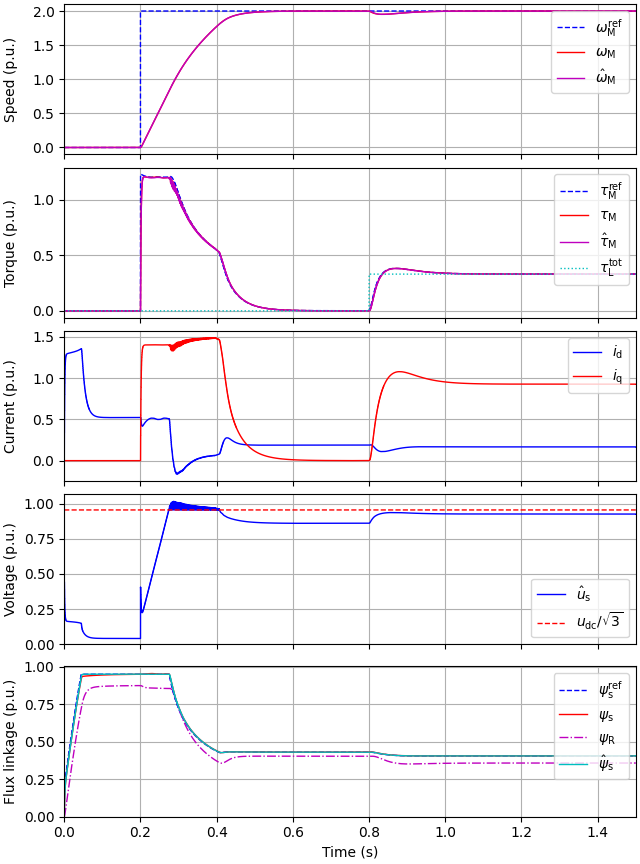 2.0
1.5
1.0
0.5
0.0
Speed (p.u.)
ω_M^ref
ω_M
ω̂_M
1.0
0.5
0.0
Torque (p.u.)
τ_M^ref
τ_M
τ̂_M
τ_L^tot
1.5
1.0
0.5
0.0
Current (p.u.)
i_d
i_q
1.00
0.75
0.50
0.25
0.00
Voltage (p.u.)
û_s
u_dc/√3
1.00
0.75
0.50
0.25
0.00
Flux linkage (p.u.)
ψ_s^ref
ψ_s
ψ_R
ψ̂_s
0.0 0.2 0.4 0.6 0.8 1.0 1.2 1.4
Time (s)